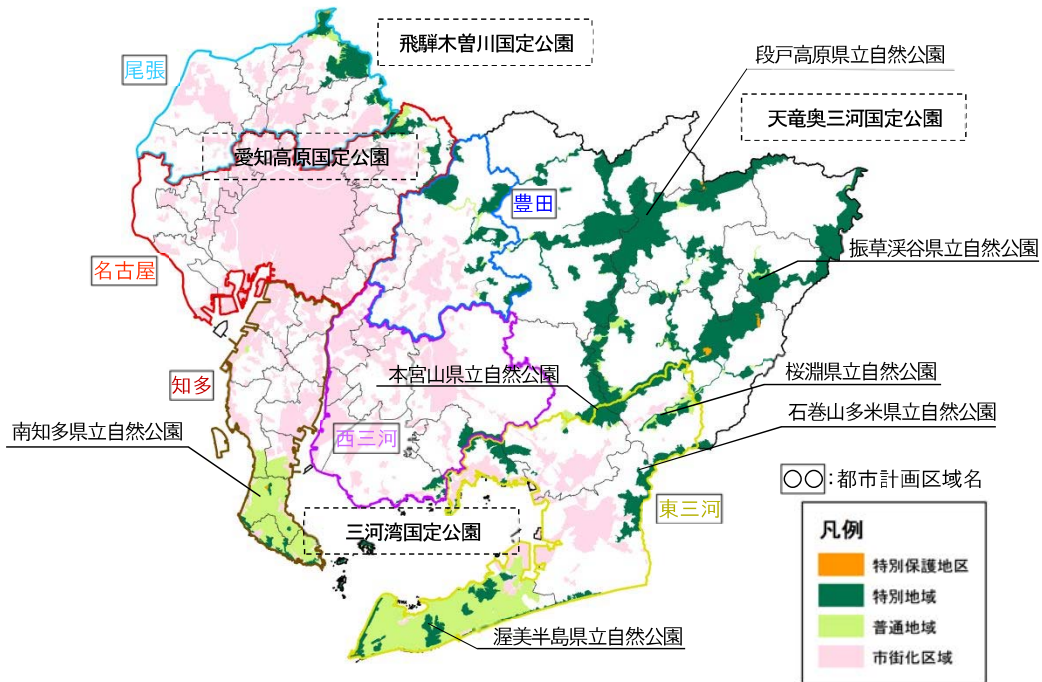 飛騨木曽川国定公園
段戸高原県立自然公園
尾張
天竜奥三河国定公園
愛知高原国定公園
豊田
振草渓谷県立自然公園
名古屋
本宮山県立自然公園
桜淵県立自然公園
知多
石巻山多米県立自然公園
南知多県立自然公園
西三河
○○:都市計画区域名
東三河
三河湾国定公園
凡例
特別保護地区
特別地域
普通地域
市街化区域
渥美半島県立自然公園